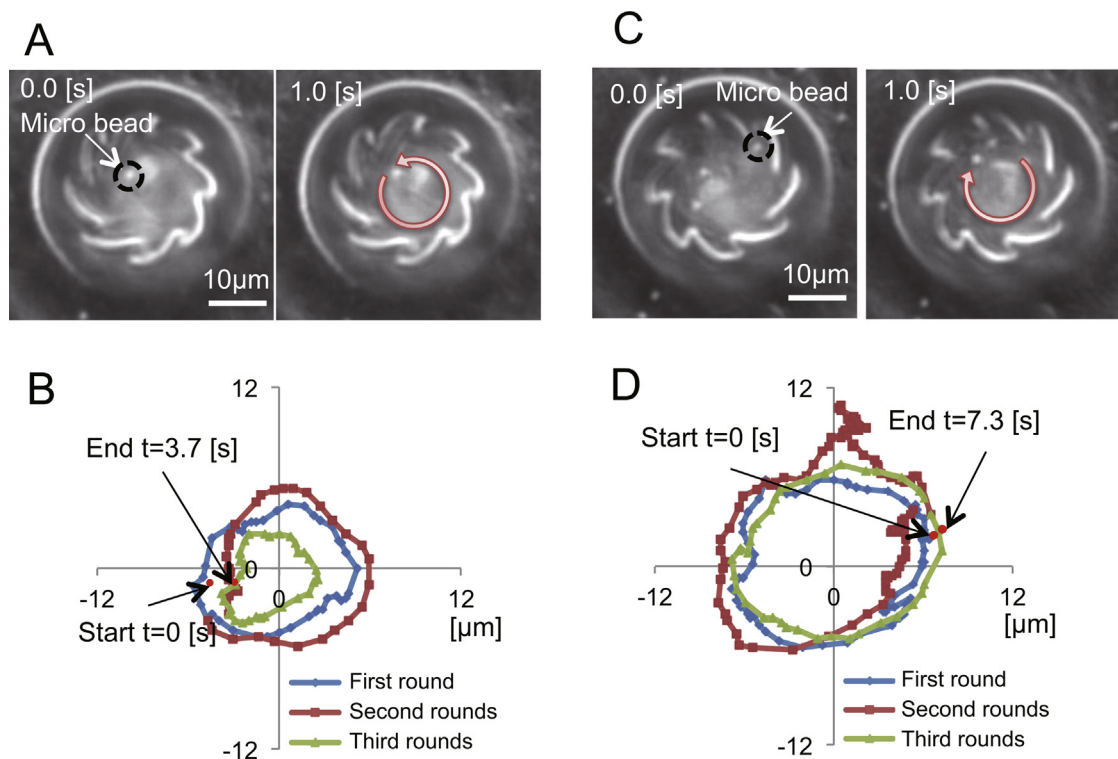 A
0.0 [s]
Micro bead
10μm
1.0 [s]
C
0.0 [s]
Micro bead
10μm
1.0 [s]
B
12
End t=3.7 [s]
0
-12
0
12
Start t=0 [s]
[μm]
First round
Second rounds
Third rounds
-12
D
12
Start t=0 [s]
End t=7.3 [s]
0
-12
0
12
[μm]
First round
Second rounds
Third rounds
-12